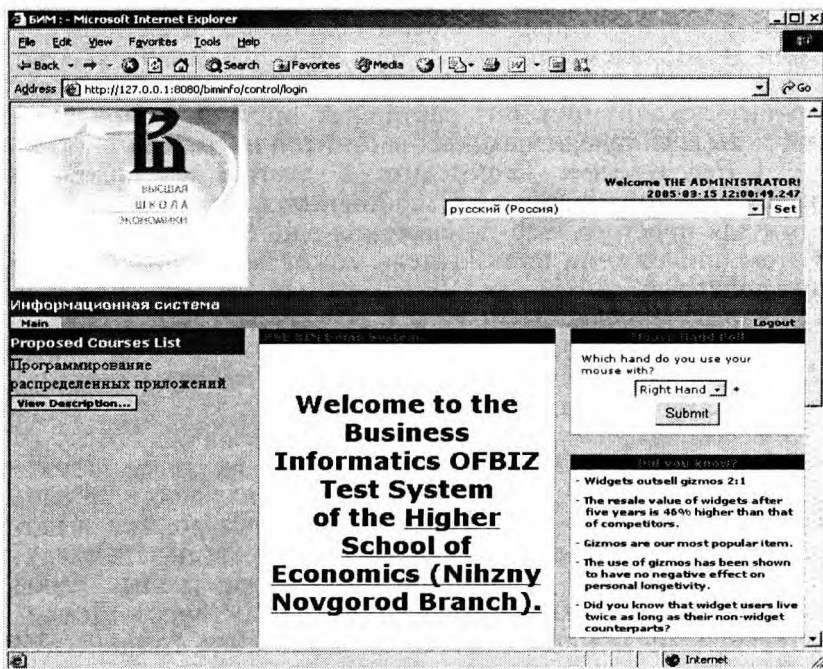 БИМ : - Microsoft Internet Explorer
File Edit View Favorites Tools Help
Back Search Favorites Media
Address http://127.0.0.1:8080/biminfo/control/login Go
ВЫСШАЯ
ШКОЛА
ЭКОНОМИКИ
Welcome THE ADMINISTRATOR!
2005-03-15 12:00:49.247
русский (Россия) Set
Информационная система
Main Logout
Proposed Courses List
Программирование
распределенных приложений
View Description...
Welcome to the
Business
Informatics OFBIZ
Test System
of the Higher
School of
Economics (Nihzny
Novgorod Branch).
Mouse Hand Poll
Which hand do you use your
mouse with?
Right Hand *
Submit
Did you know?
- Widgets outsell gizmos 2:1
- The resale value of widgets after
five years is 46% higher than that
of competitors.
- Gizmos are our most popular item.
- The use of gizmos has been shown
to have no negative effect on
personal longetivity.
- Did you know that widget users live
twice as long as their non-widget
counterparts?
Internet